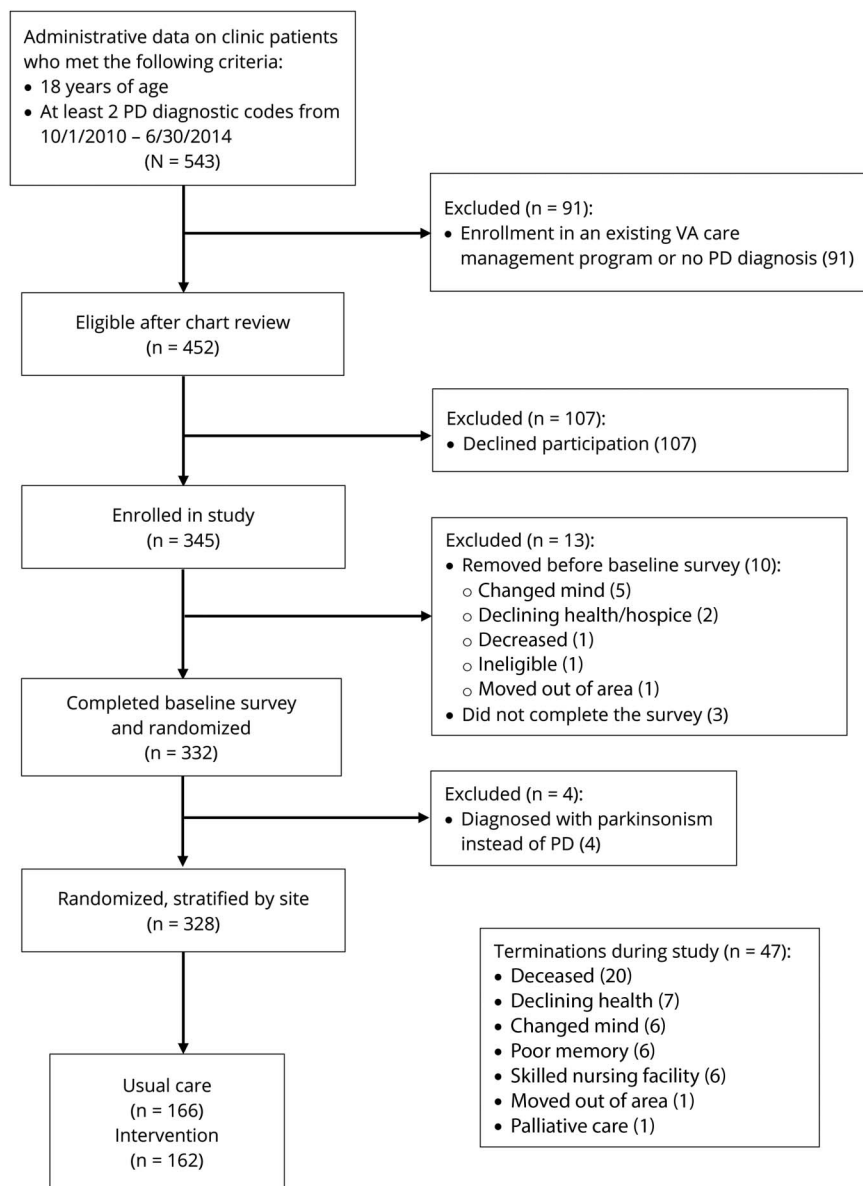 Administrative data on clinic patients
who met the following criteria:
• 18 years of age
• At least 2 PD diagnostic codes from
10/1/2010 – 6/30/2014
(N = 543)
Excluded (n = 91):
• Enrollment in an existing VA care
management program or no PD diagnosis (91)
Eligible after chart review
(n = 452)
Excluded (n = 107):
• Declined participation (107)
Enrolled in study
(n = 345)
Excluded (n = 13):
• Removed before baseline survey (10):
○ Changed mind (5)
○ Declining health/hospice (2)
○ Decreased (1)
○ Ineligible (1)
○ Moved out of area (1)
• Did not complete the survey (3)
Completed baseline survey
and randomized
(n = 332)
Excluded (n = 4):
• Diagnosed with parkinsonism
instead of PD (4)
Randomized, stratified by site
(n = 328)
Terminations during study (n = 47):
• Deceased (20)
• Declining health (7)
• Changed mind (6)
• Poor memory (6)
• Skilled nursing facility (6)
• Moved out of area (1)
• Palliative care (1)
Usual care
(n = 166)
Intervention
(n = 162)